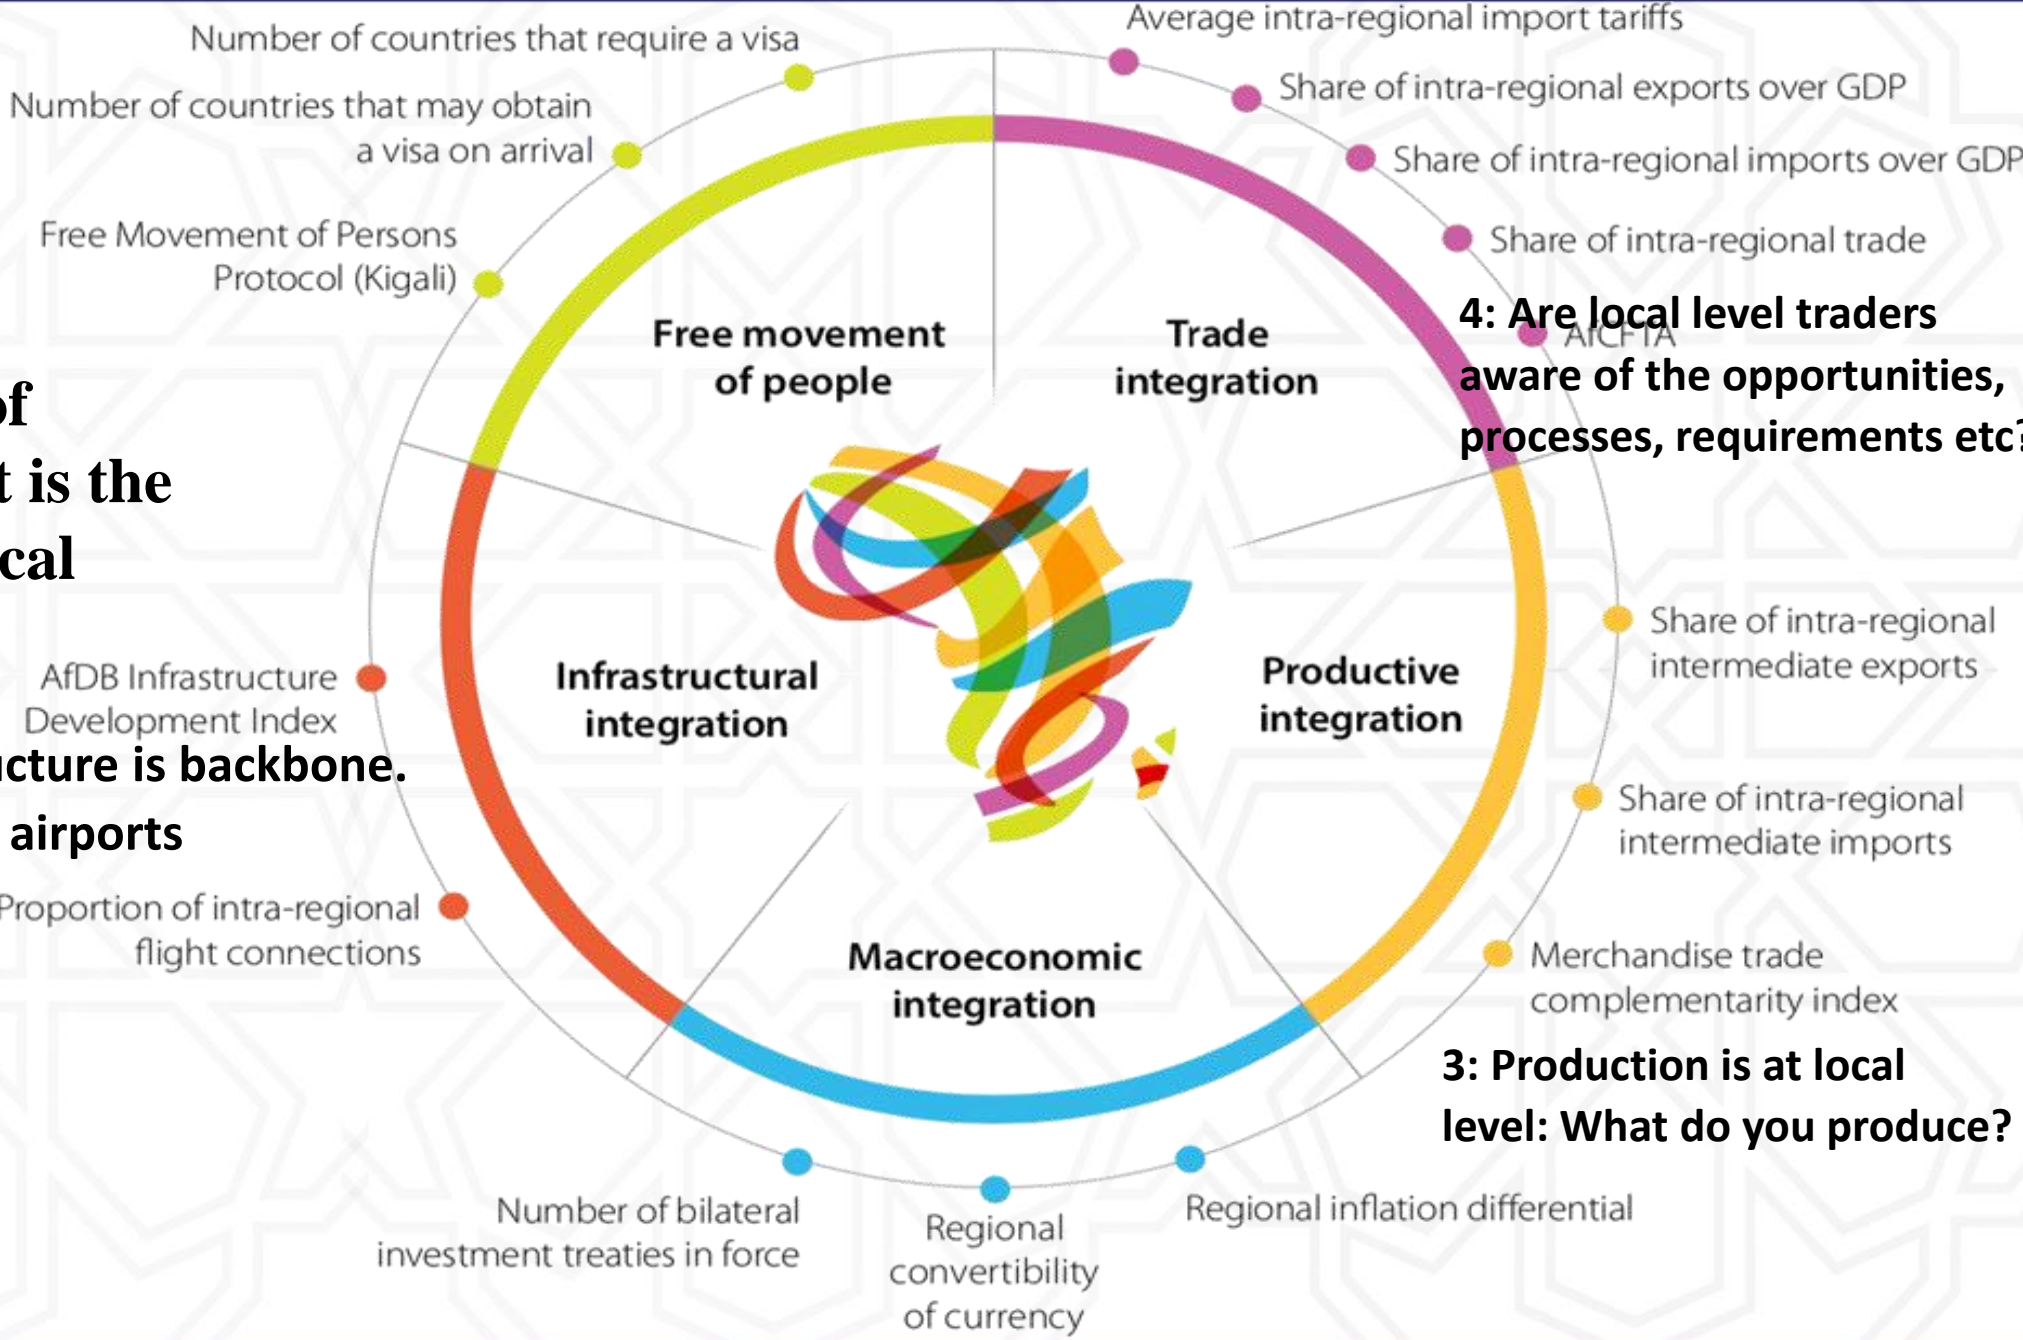 Average intra-regional import tariffs
Number of countries that require a visa
Share of intra-regional exports over GDP
Number of countries that may obtain
a visa on arrival
Share of intra-regional imports over GDP
Free Movement of Persons
Protocol (Kigali)
Share of intra-regional trade
AfCFTA
4: Are local level traders
aware of the opportunities,
processes, requirements etc?
Free movement
of people
Trade
integration
of
is the
AfDB Infrastructure
Development Index
is backbone.
airports
Infrastructural
integration
Productive
integration
Share of intra-regional
intermediate exports
Share of intra-regional
intermediate imports
Proportion of intra-regional
flight connections
Macroeconomic
integration
Merchandise trade
complementarity index
3: Production is at local
level: What do you produce?
Number of bilateral
investment treaties in force
Regional
convertibility
of currency
Regional inflation differential